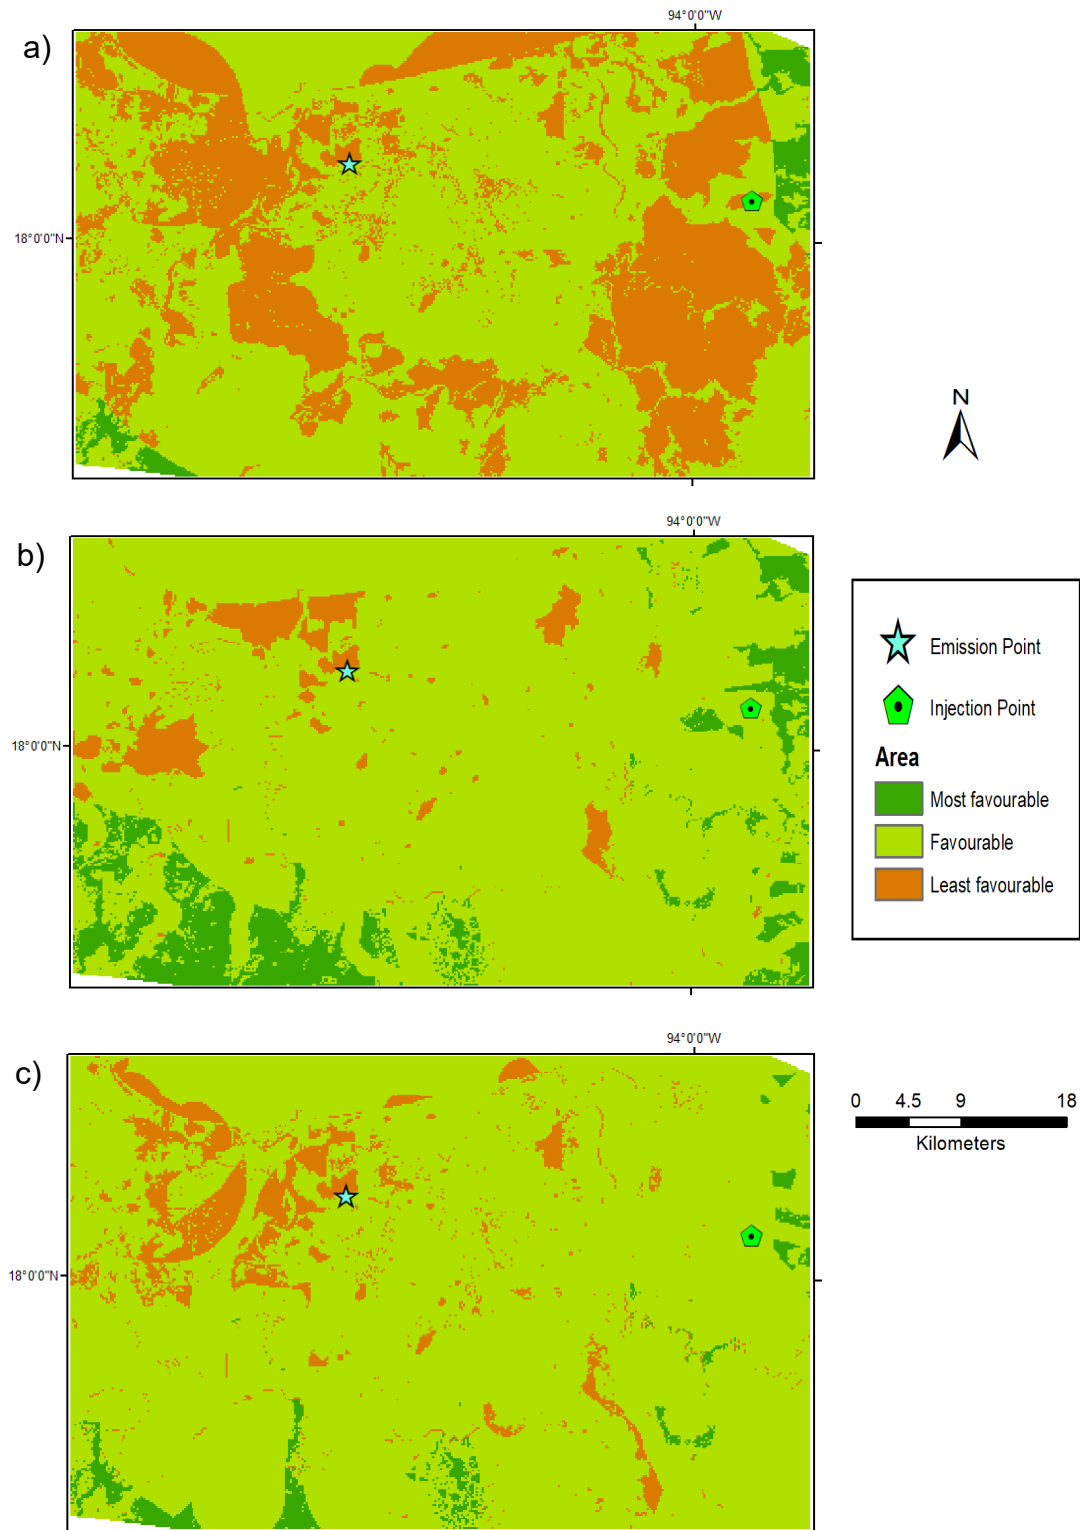 a)
94°0'0"W
18°0'0"N
N
b)
94°0'0"W
18°0'0"N
Emission Point
Injection Point
Area
Most favourable
Favourable
Least favourable
c)
94°0'0"W
18°0'0"N
0 4.5 9 18
Kilometers